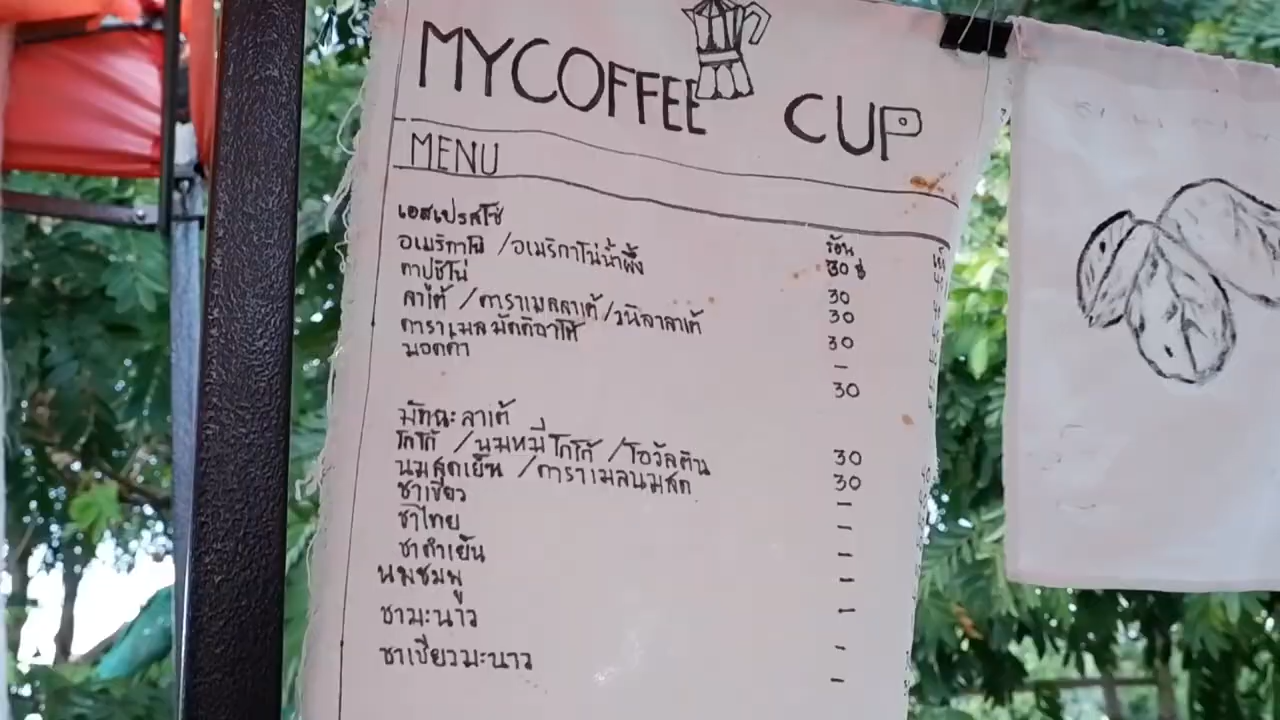 MYCOFFEE CUP
MENU
ร้อน
เอสเปรสโซ่ 30 ฿
อเมริกาโน่ /อเมริกาโน่น้ำผึ้ง 30
คาปูชิโน่ 30
ลาเต้ /คาราเมลลาเต้/วนิลาลาเต้ 30
คาราเมลมัคคิอาโต้ -
มอคค่า 30
มัทฉะลาเต้ 30
โกโก้ /นมหมีโกโก้ /โอวัลติน 30
นมสดเย็น /คาราเมลนมสด -
ชาเขียว -
ชาไทย -
ชาดำเย็น -
นมชมพู -
ชามะนาว -
ชาเขียวมะนาว -